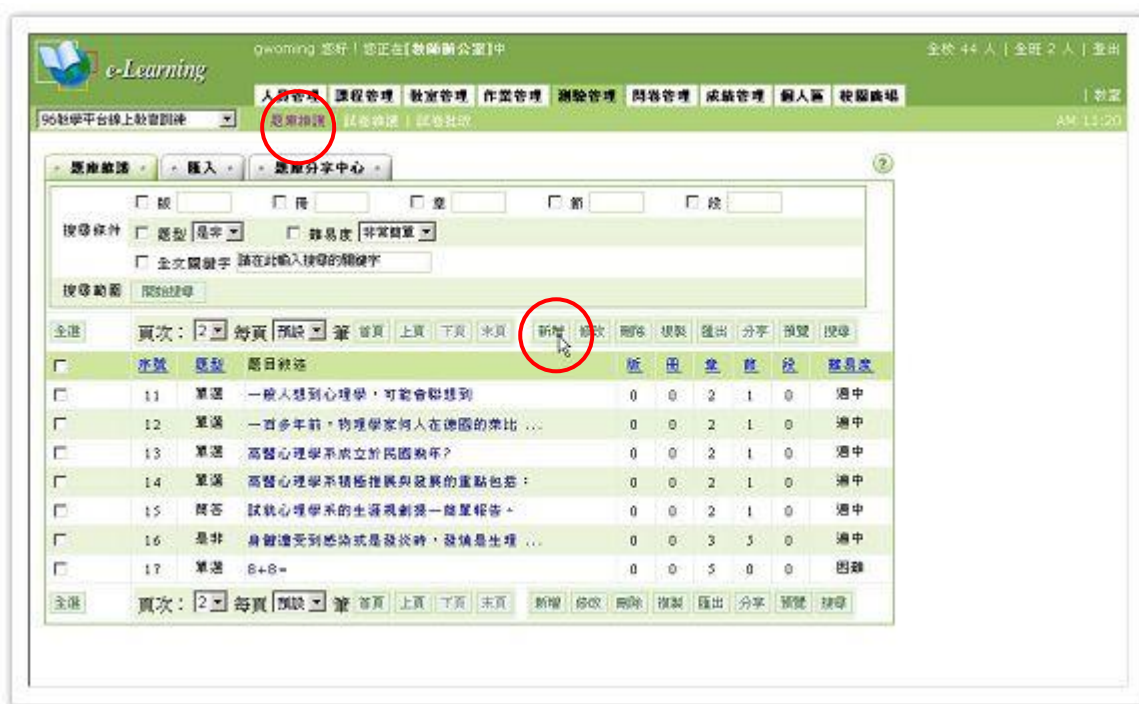 e-Learning
gwoming 您好！您正在[教師辦公室]中
全校 44 人 | 全班 2 人 | 登出
人員管理 課程管理 教室管理 作業管理 測驗管理 問卷管理 成績管理 個人區 校園廣場
| 教室
96數學平台線上教育訓練
題庫維護 | 試卷維護 | 試卷批改
AM 11:20
題庫維護 匯入 題庫分享中心 ?
搜尋條件
版 冊 章 節 段
題型 是非 難易度 非常簡單
全文關鍵字 請在此輸入搜尋的關鍵字
搜尋範圍 開始搜尋
全選 頁次： 2 每頁 預設 筆 首頁 上頁 下頁 末頁 新增 修改 刪除 複製 匯出 分享 預覽 搜尋
序號 題型 題目敘述 版 冊 章 節 段 難易度
11 單選 一般人想到心理學，可能會聯想到 0 0 2 1 0 適中
12 單選 一百多年前，物理學家何人在德國的萊比 ... 0 0 2 1 0 適中
13 單選 高醫心理學系成立於民國幾年? 0 0 2 1 0 適中
14 單選 高醫心理學系積極推展與發展的重點包括： 0 0 2 1 0 適中
15 問答 試就心理學系的生涯規劃提一簡單報告。 0 0 2 1 0 適中
16 是非 身體遭受到感染或是發炎時，發燒是生理 ... 0 0 3 5 0 適中
17 單選 8+8= 0 0 5 0 0 困難
全選 頁次： 2 每頁 預設 筆 首頁 上頁 下頁 末頁 新增 修改 刪除 複製 匯出 分享 預覽 搜尋